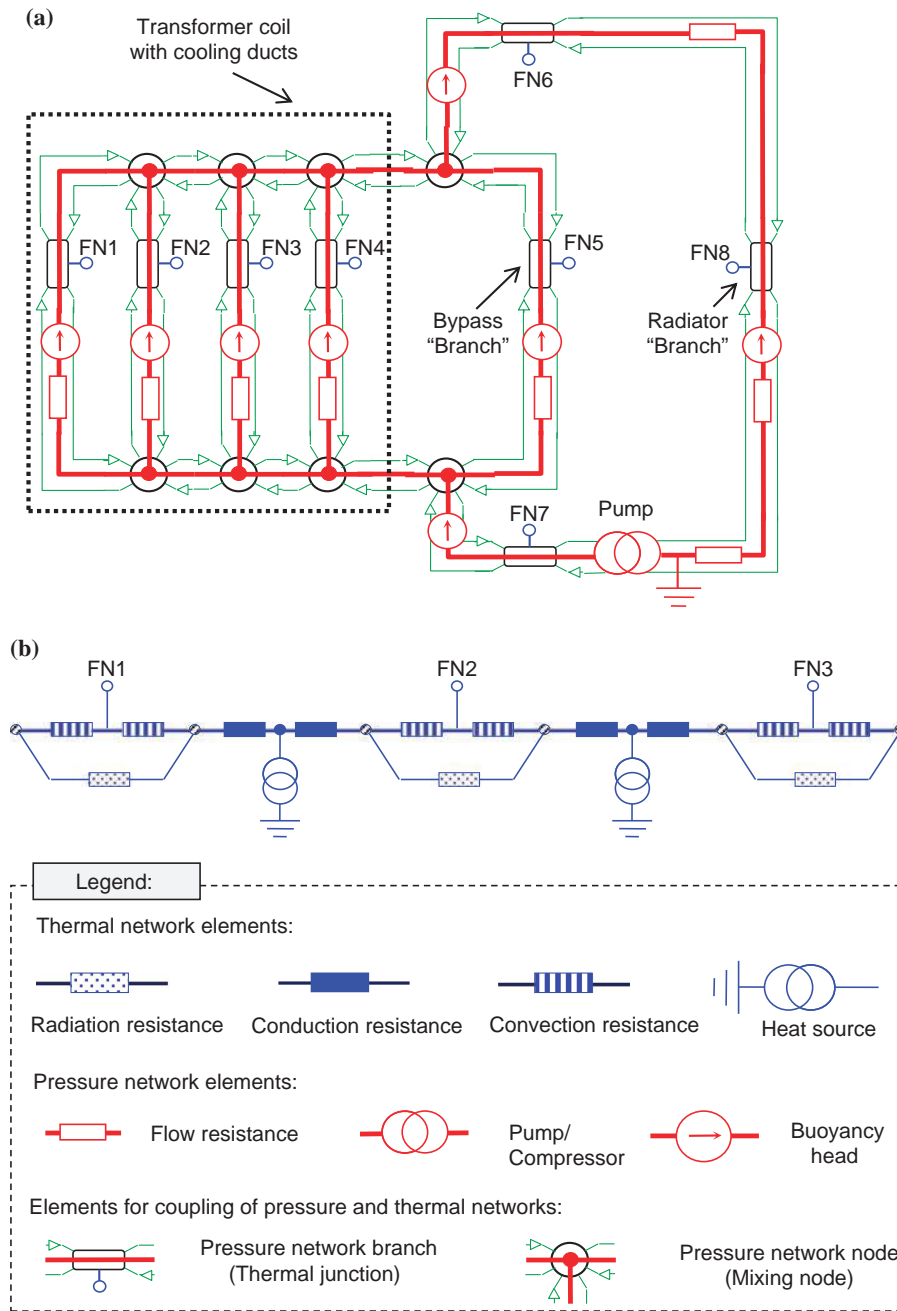 (a)
Transformer coil
with cooling ducts
FN6
FN1
FN2
FN3
FN4
FN5
FN8
Bypass
“Branch”
Radiator
“Branch”
FN7
Pump
(b)
FN1
FN2
FN3
Legend:
Thermal network elements:
Radiation resistance
Conduction resistance
Convection resistance
Heat source
Pressure network elements:
Flow resistance
Pump/
Compressor
Buoyancy
head
Elements for coupling of pressure and thermal networks:
Pressure network branch
(Thermal junction)
Pressure network node
(Mixing node)